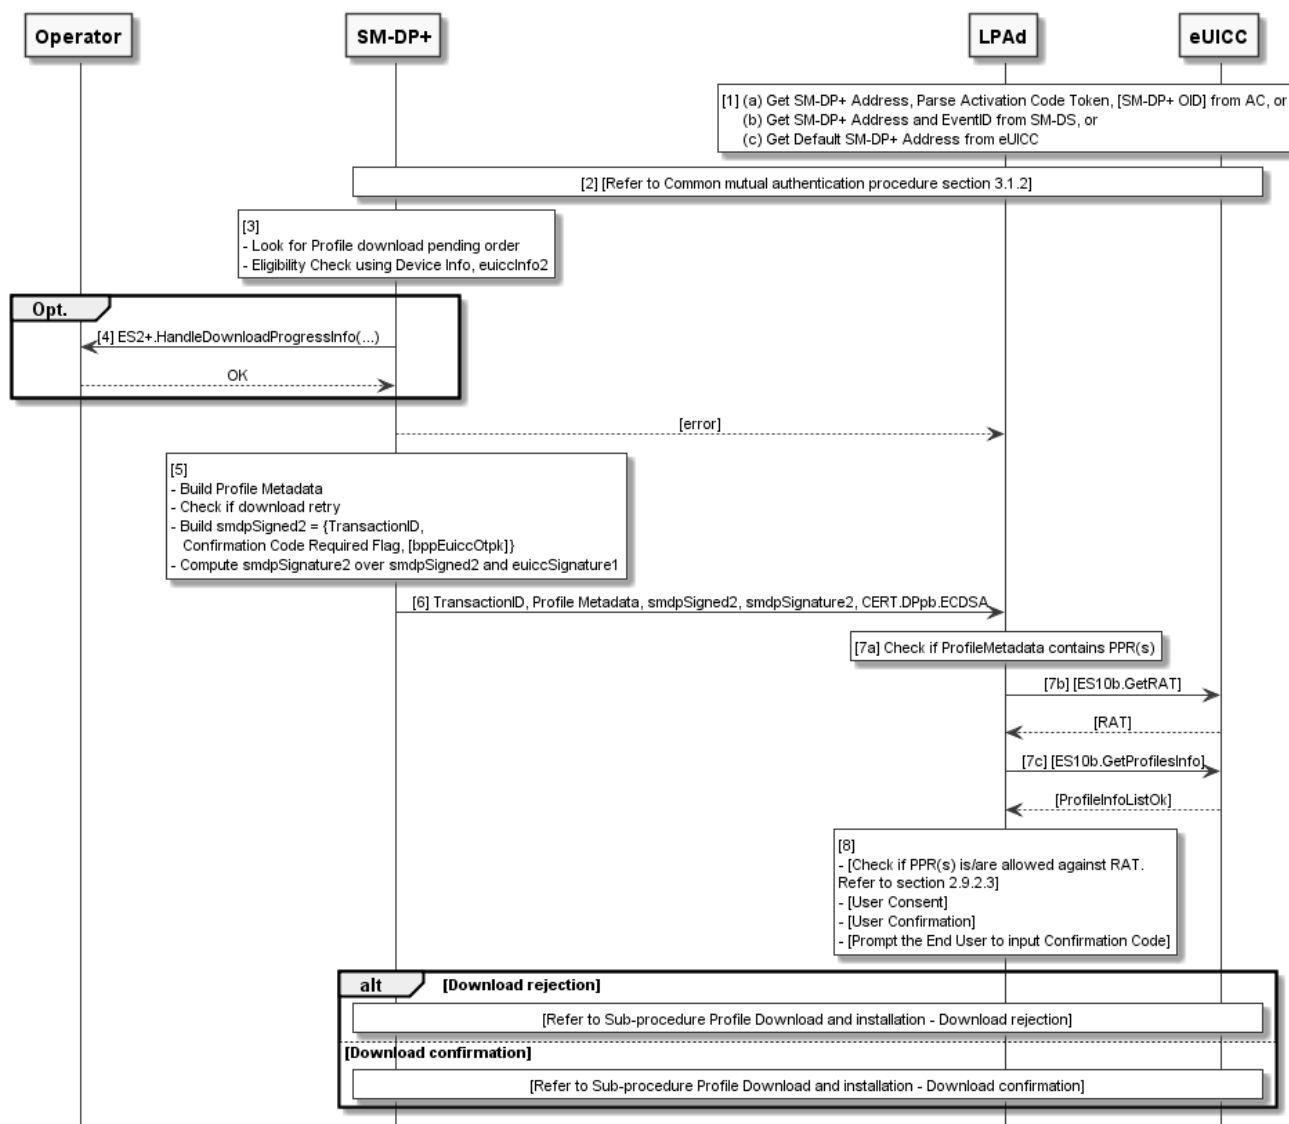 Operator
SM-DP+
LPAd
eUICC
[1] (a) Get SM-DP+ Address, Parse Activation Code Token, [SM-DP+ OID] from AC, or
(b) Get SM-DP+ Address and EventID from SM-DS, or
(c) Get Default SM-DP+ Address from eUICC
[2] [Refer to Common mutual authentication procedure section 3.1.2]
[3]
- Look for Profile download pending order
- Eligibility Check using Device Info, euiccInfo2
Opt.
[4] ES2+.HandleDownloadProgressInfo(...)
OK
[error]
[5]
- Build Profile Metadata
- Check if download retry
- Build smdpSigned2 = {TransactionID,
Confirmation Code Required Flag, [bppEuiccOtpk]}
- Compute smdpSignature2 over smdpSigned2 and euiccSignature1
[6] TransactionID, Profile Metadata, smdpSigned2, smdpSignature2, CERT.DPpb.ECDSA
[7a] Check if ProfileMetadata contains PPR(s)
[7b] [ES10b.GetRAT]
[RAT]
[7c] [ES10b.GetProfilesInfo]
[ProfileInfoListOk]
[8]
- [Check if PPR(s) is/are allowed against RAT.
Refer to section 2.9.2.3]
- [User Consent]
- [User Confirmation]
- [Prompt the End User to input Confirmation Code]
alt [Download rejection]
[Refer to Sub-procedure Profile Download and installation - Download rejection]
[Download confirmation]
[Refer to Sub-procedure Profile Download and installation - Download confirmation]